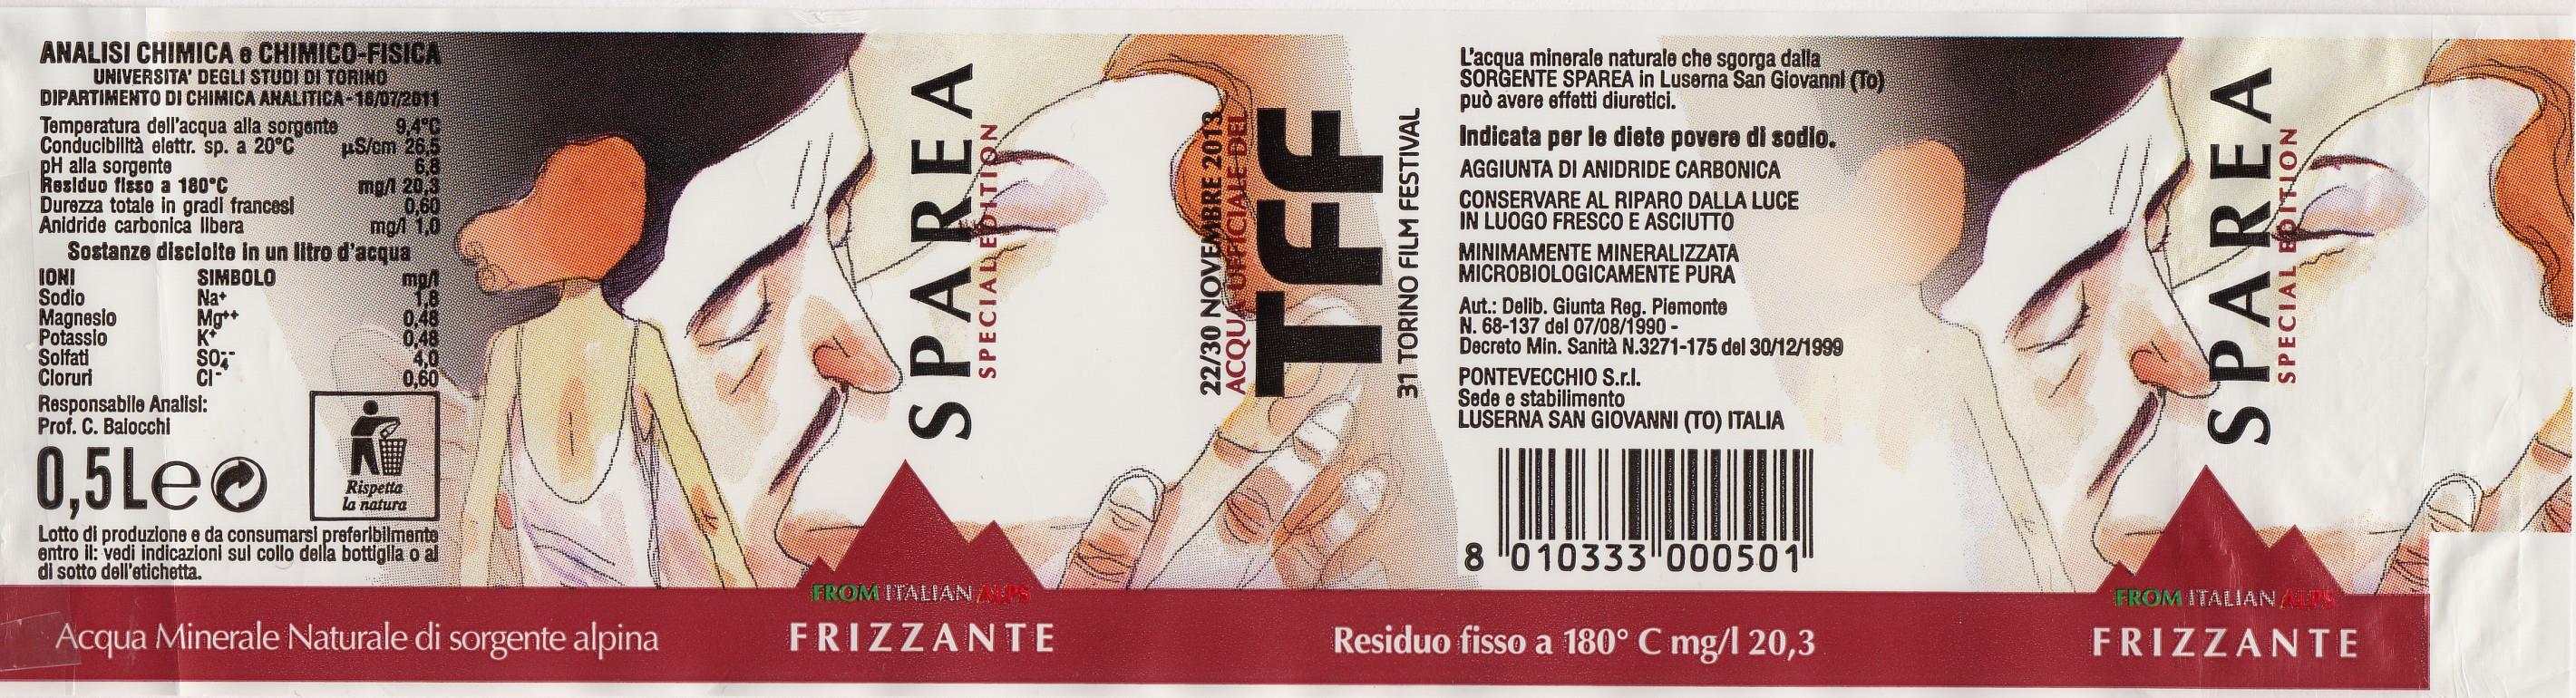 ANALISI CHIMICA e CHIMICO-FISICA
UNIVERSITA' DEGLI STUDI DI TORINO
DIPARTIMENTO DI CHIMICA ANALITICA - 18/07/2011
Temperatura dell'acqua alla sorgente 9,4°C
Conducibilità elettr. sp. a 20°C µS/cm 26,5
pH alla sorgente 6,8
Residuo fisso a 180°C mg/l 20,3
Durezza totale in gradi francesi 0,60
Anidride carbonica libera mg/l 1,0
Sostanze disciolte in un litro d'acqua
IONI SIMBOLO mg/l
Sodio Na+ 1,8
Magnesio Mg++ 0,48
Potassio K+ 0,48
Solfati SO4-- 4,0
Cloruri Cl- 0,60
Responsabile Analisi:
Prof. C. Baiocchi
0,5 L e
Rispetta
la natura
Lotto di produzione e da consumarsi preferibilmente
entro il: vedi indicazioni sul collo della bottiglia o al
di sotto dell'etichetta.
Acqua Minerale Naturale di sorgente alpina
SPAREA
SPECIAL EDITION
FROM ITALIAN ALPS
FRIZZANTE
22/30 NOVEMBRE 2013
ACQUA UFFICIALE DEL
TFF
31 TORINO FILM FESTIVAL
L'acqua minerale naturale che sgorga dalla
SORGENTE SPAREA in Luserna San Giovanni (To)
può avere effetti diuretici.
Indicata per le diete povere di sodio.
AGGIUNTA DI ANIDRIDE CARBONICA
CONSERVARE AL RIPARO DALLA LUCE
IN LUOGO FRESCO E ASCIUTTO
MINIMAMENTE MINERALIZZATA
MICROBIOLOGICAMENTE PURA
Aut.: Delib. Giunta Reg. Piemonte
N. 68-137 del 07/08/1990 -
Decreto Min. Sanità N.3271-175 del 30/12/1999
PONTEVECCHIO S.r.l.
Sede e stabilimento
LUSERNA SAN GIOVANNI (TO) ITALIA
8 010333 000501
Residuo fisso a 180° C mg/l 20,3
SPAREA
SPECIAL EDITION
FROM ITALIAN ALPS
FRIZZANTE